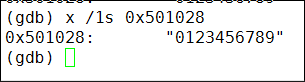 (gdb) x /1s 0x501028
0x501028:        "0123456789"
(gdb)